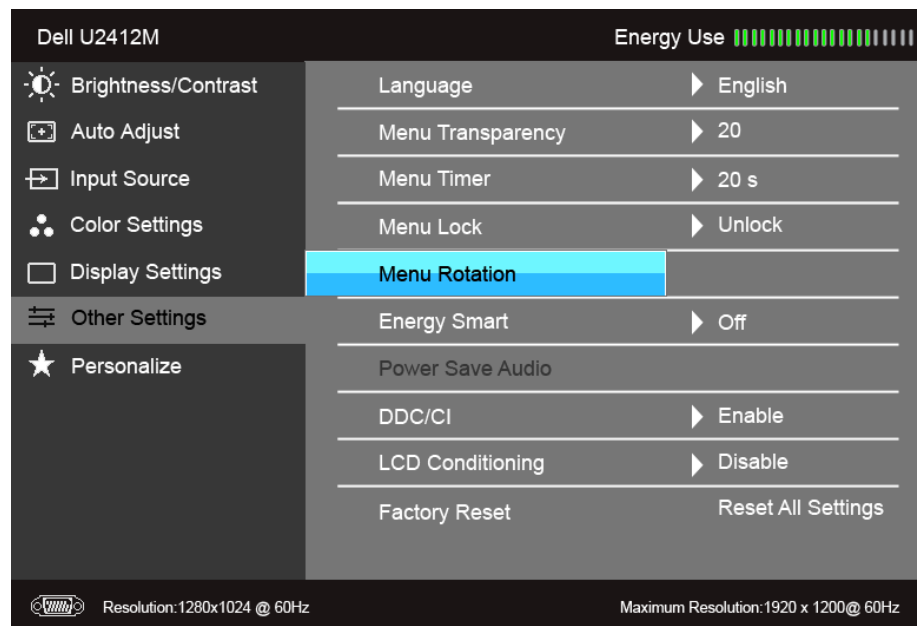 Dell U2412M Energy Use
Brightness/Contrast
Auto Adjust
Input Source
Color Settings
Display Settings
Other Settings
Personalize
Language English
Menu Transparency 20
Menu Timer 20 s
Menu Lock Unlock
Menu Rotation
Energy Smart Off
Power Save Audio
DDC/CI Enable
LCD Conditioning Disable
Factory Reset Reset All Settings
Resolution:1280x1024 @ 60Hz Maximum Resolution:1920 x 1200@ 60Hz